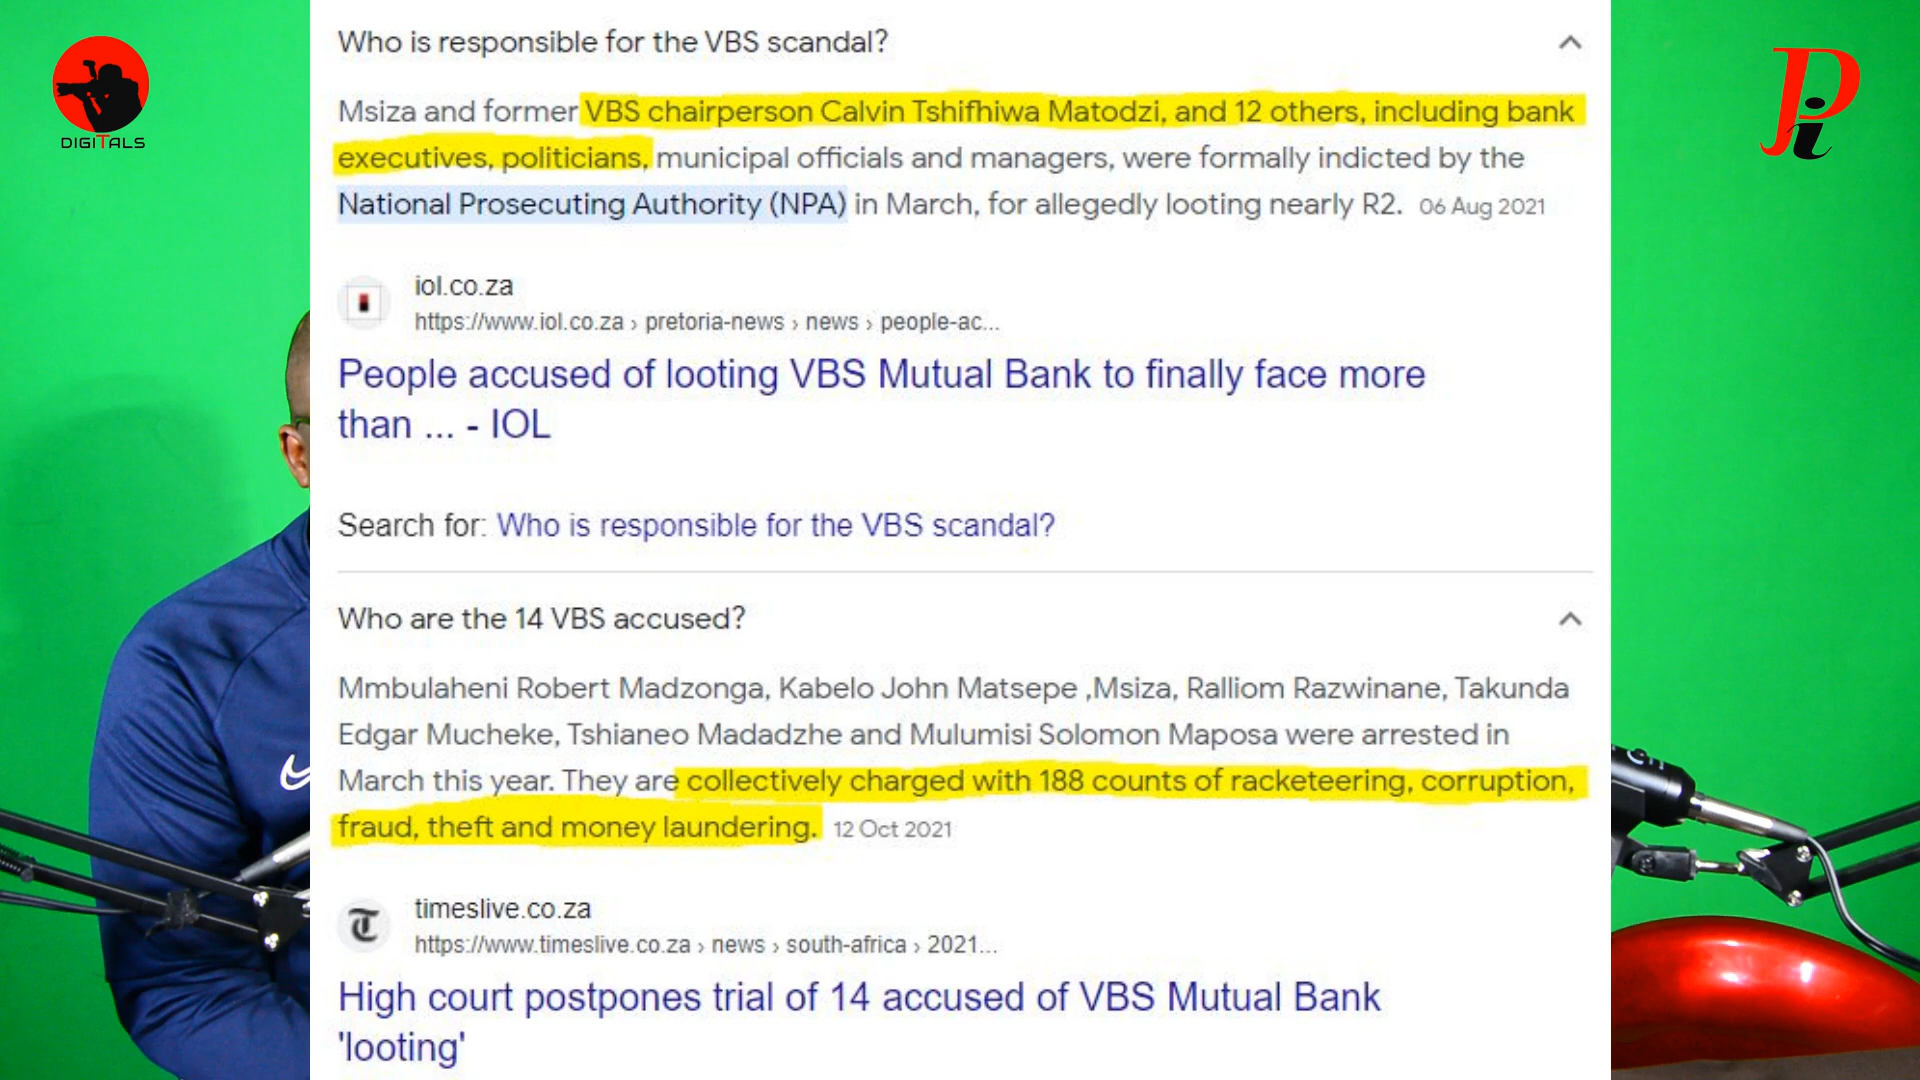 DIGITALS
Pi
Who is responsible for the VBS scandal?
Msiza and former VBS chairperson Calvin Tshifhiwa Matodzi, and 12 others, including bank
executives, politicians, municipal officials and managers, were formally indicted by the
National Prosecuting Authority (NPA) in March, for allegedly looting nearly R2. 06 Aug 2021
iol.co.za
https://www.iol.co.za › pretoria-news › news › people-ac...
People accused of looting VBS Mutual Bank to finally face more
than ... - IOL
Search for: Who is responsible for the VBS scandal?
Who are the 14 VBS accused?
Mmbulaheni Robert Madzonga, Kabelo John Matsepe ,Msiza, Ralliom Razwinane, Takunda
Edgar Mucheke, Tshianeo Madadzhe and Mulumisi Solomon Maposa were arrested in
March this year. They are collectively charged with 188 counts of racketeering, corruption,
fraud, theft and money laundering. 12 Oct 2021
timeslive.co.za
https://www.timeslive.co.za › news › south-africa › 2021...
High court postpones trial of 14 accused of VBS Mutual Bank
'looting'